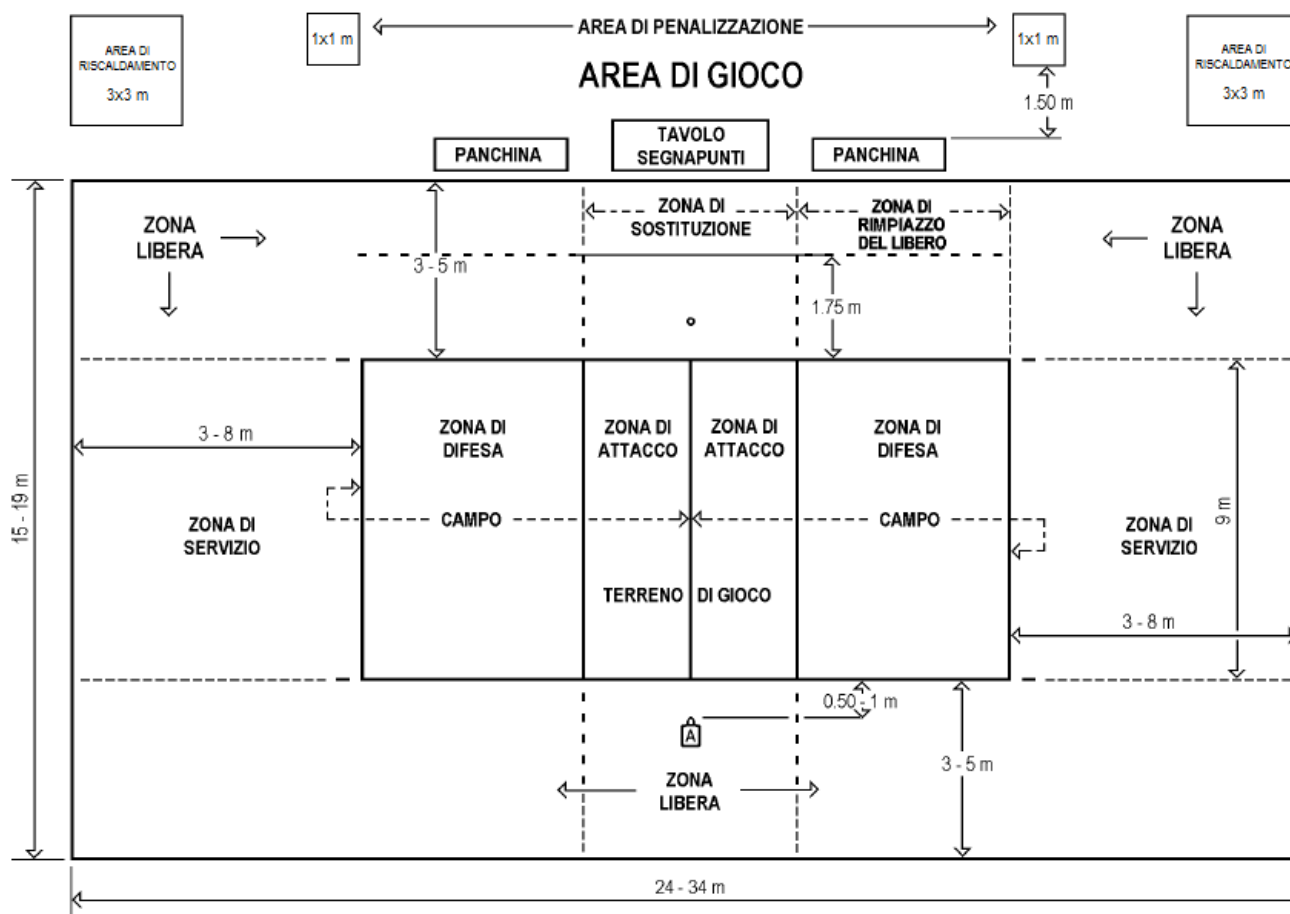 AREA DI
RISCALDAMENTO
3x3 m
1x1 m
AREA DI PENALIZZAZIONE
1x1 m
AREA DI
RISCALDAMENTO
3x3 m
AREA DI GIOCO
1.50 m
PANCHINA
TAVOLO
SEGNAPUNTI
PANCHINA
ZONA
LIBERA
3 - 5 m
ZONA DI
SOSTITUZIONE
ZONA DI
RIMPIAZZO
DEL LIBERO
ZONA
LIBERA
1.75 m
3 - 8 m
ZONA DI
DIFESA
ZONA DI
ATTACCO
ZONA DI
ATTACCO
ZONA DI
DIFESA
15 - 19 m
ZONA DI
SERVIZIO
CAMPO
CAMPO
9 m
ZONA DI
SERVIZIO
TERRENO DI GIOCO
3 - 8 m
0.50 - 1 m
A
ZONA
LIBERA
3 - 5 m
24 - 34 m